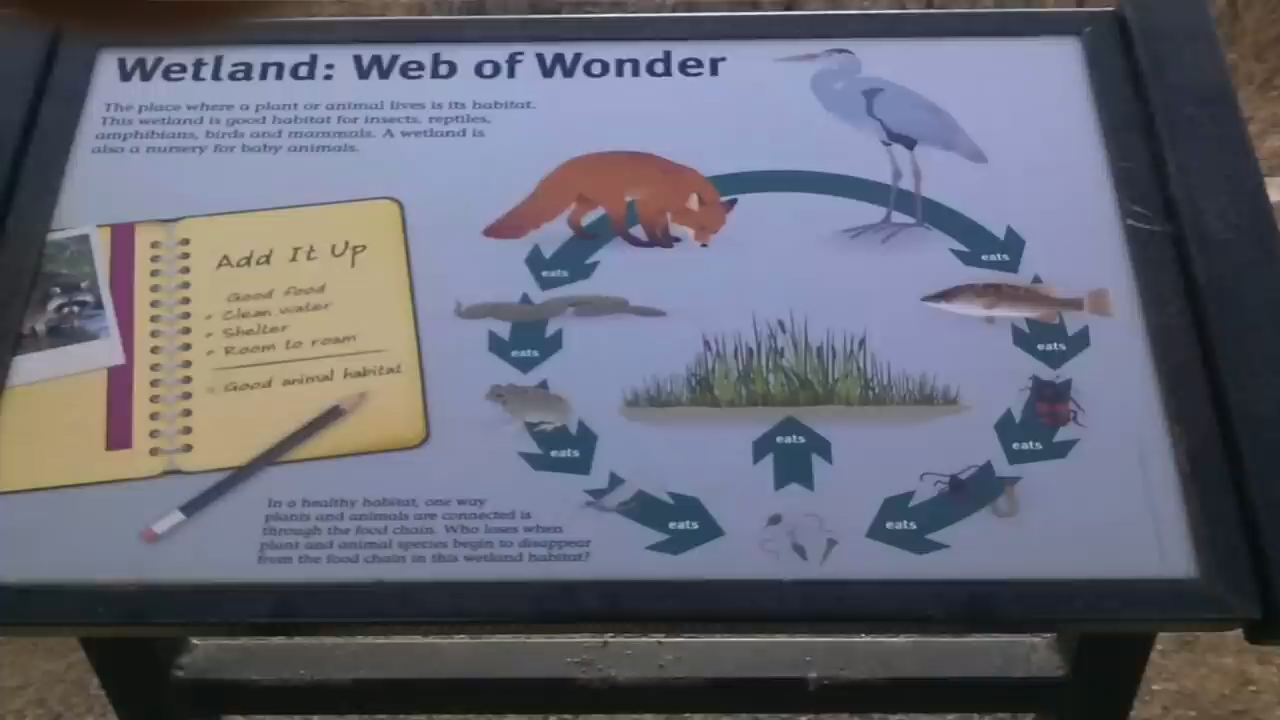 Wetland: Web of Wonder
The place where a plant or animal lives is its habitat.
This wetland is good habitat for insects, reptiles,
amphibians, birds and mammals. A wetland is
also a nursery for baby animals.
Add It Up
Good food
+ Clean water
+ Shelter
+ Room to roam
= Good animal habitat
eats
eats
eats
eats
eats
eats
eats
eats
eats
In a healthy habitat, one way
plants and animals are connected is
through the food chain. Who loses when
plant and animal species begin to disappear
from the food chain in this wetland habitat?